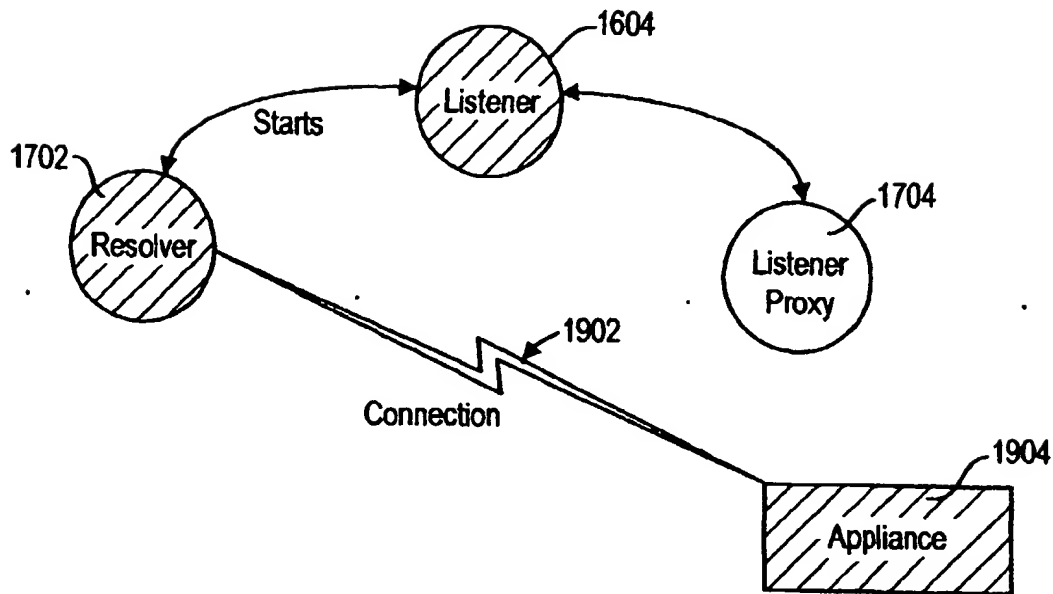 1604
Listener
Starts
1702
1704
Resolver
Listener
Proxy
1902
Connection
1904
Appliance